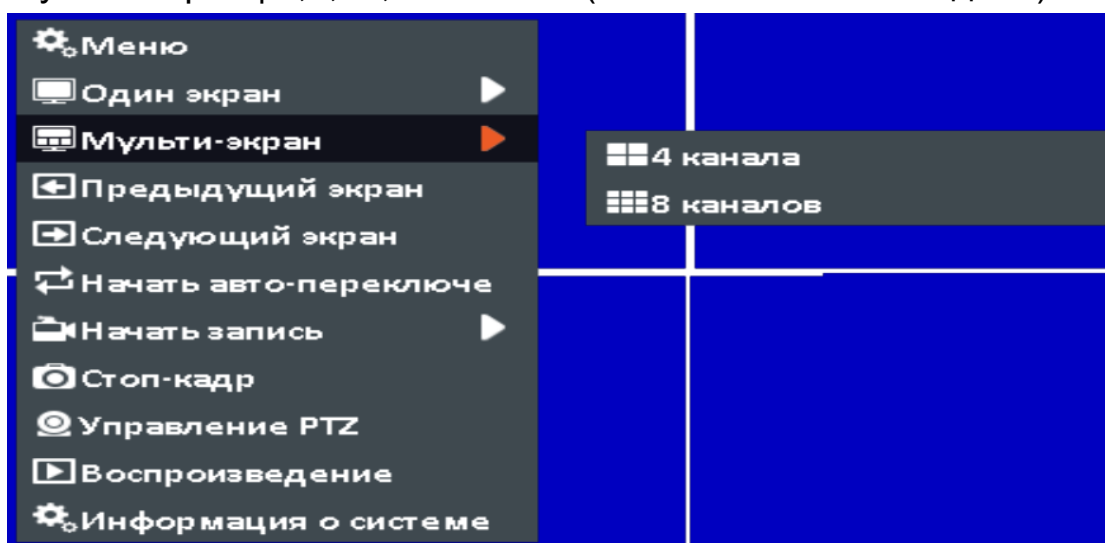 Меню
Один экран
Мульти-экран
4 канала
8 каналов
Предыдущий экран
Следующий экран
Начать авто-переключе
Начать запись
Стоп-кадр
Управление PTZ
Воспроизведение
Информация о системе